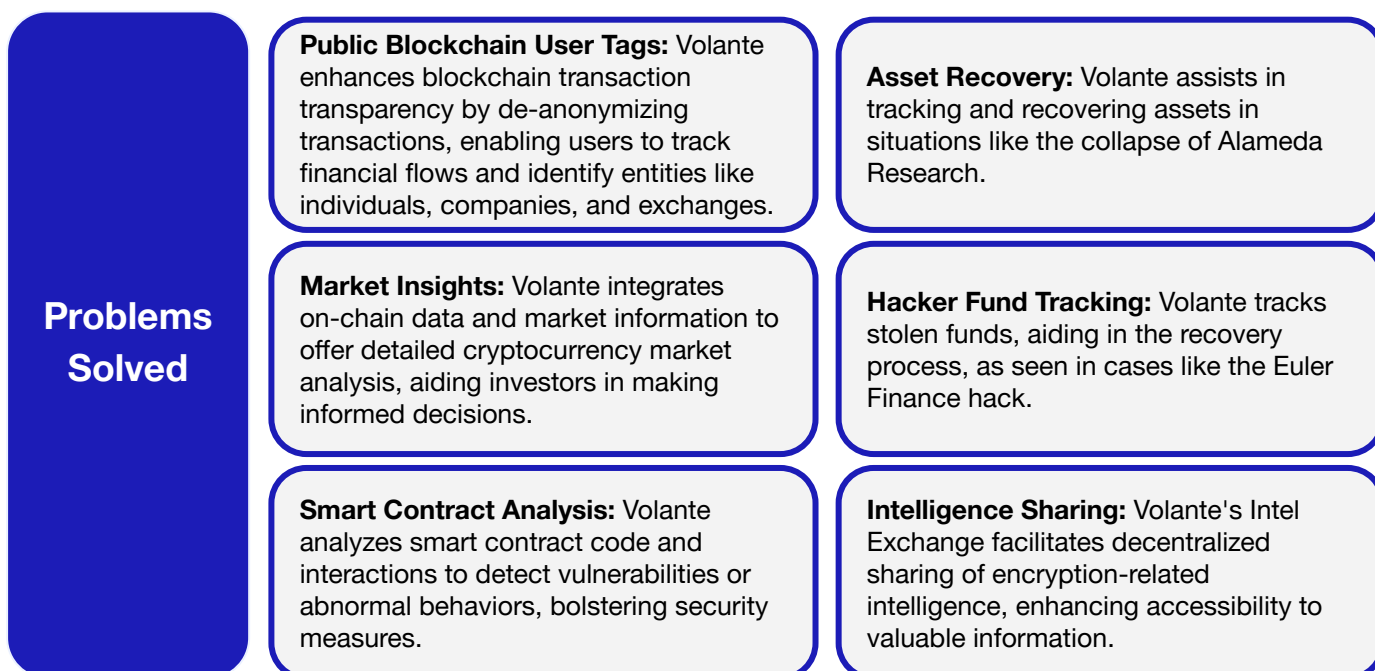 Problems
Solved
Public Blockchain User Tags: Volante
enhances blockchain transaction
transparency by de-anonymizing
transactions, enabling users to track
financial flows and identify entities like
individuals, companies, and exchanges.
Asset Recovery: Volante assists in
tracking and recovering assets in
situations like the collapse of Alameda
Research.
Market Insights: Volante integrates
on-chain data and market information to
offer detailed cryptocurrency market
analysis, aiding investors in making
informed decisions.
Hacker Fund Tracking: Volante tracks
stolen funds, aiding in the recovery
process, as seen in cases like the Euler
Finance hack.
Smart Contract Analysis: Volante
analyzes smart contract code and
interactions to detect vulnerabilities or
abnormal behaviors, bolstering security
measures.
Intelligence Sharing: Volante's Intel
Exchange facilitates decentralized
sharing of encryption-related
intelligence, enhancing accessibility to
valuable information.